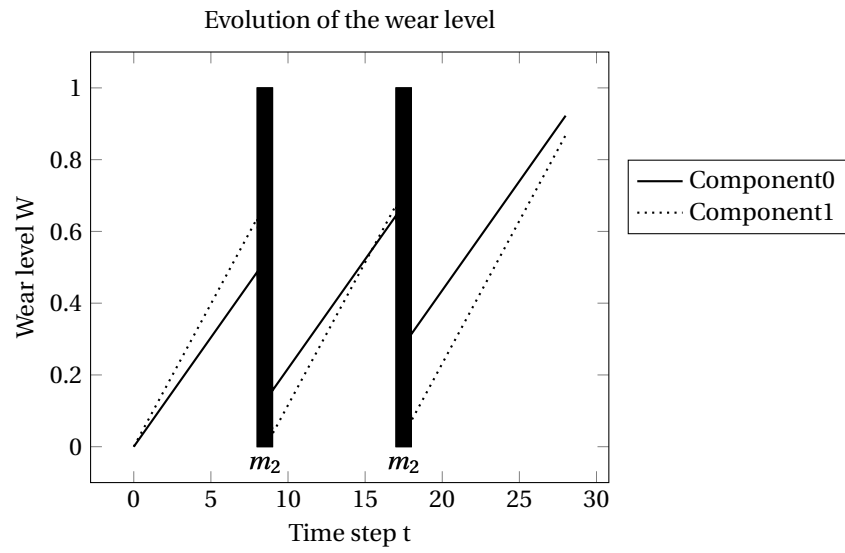 Evolution of the wear level
1
0.8
0.6
0.4
0.2
0
Wear level W
m2
m2
0
5
10
15
20
25
30
Time step t
Component0
Component1